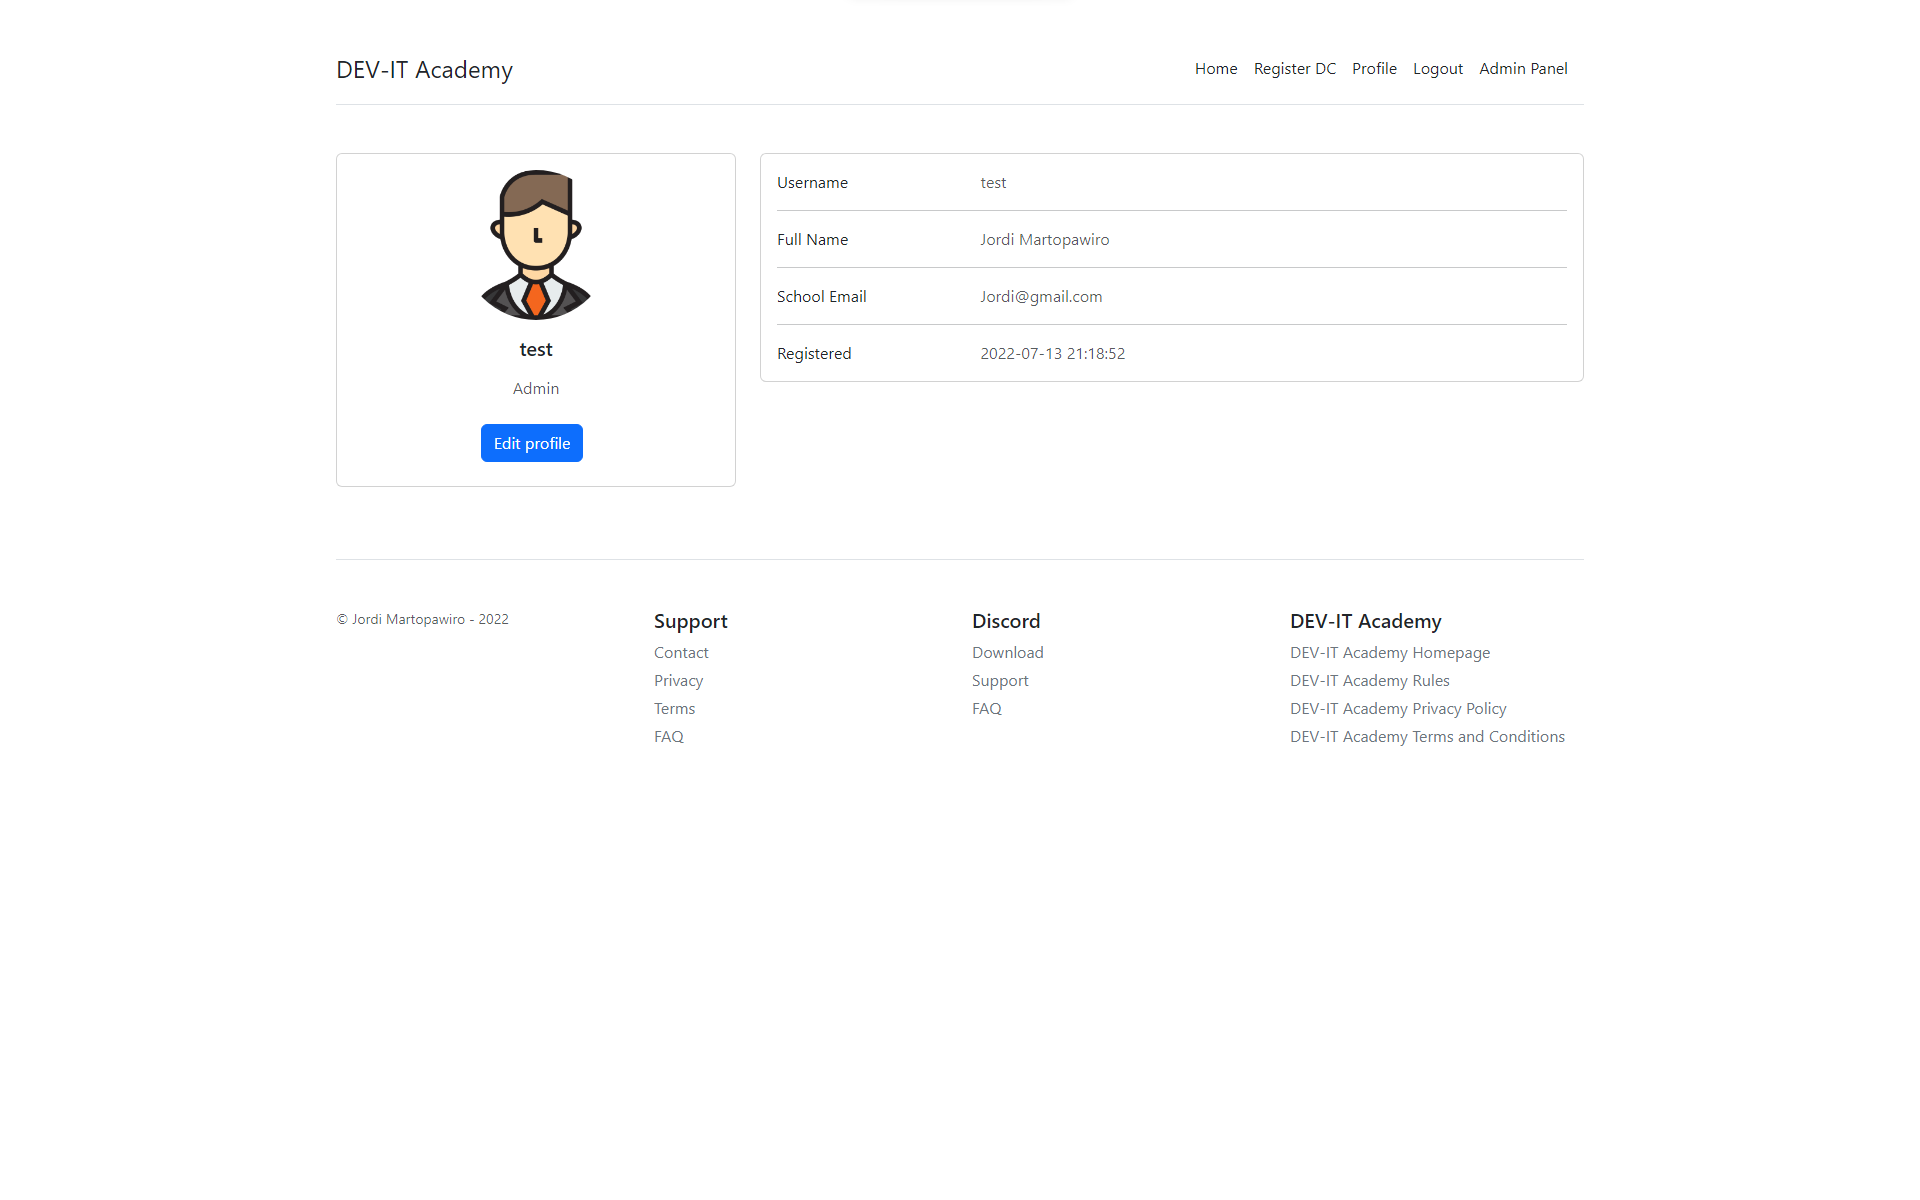 DEV-IT Academy
Home Register DC Profile Logout Admin Panel
test
Admin
Edit profile
Username test
Full Name Jordi Martopawiro
School Email Jordi@gmail.com
Registered 2022-07-13 21:18:52
© Jordi Martopawiro - 2022
Support
Contact
Privacy
Terms
FAQ
Discord
Download
Support
FAQ
DEV-IT Academy
DEV-IT Academy Homepage
DEV-IT Academy Rules
DEV-IT Academy Privacy Policy
DEV-IT Academy Terms and Conditions